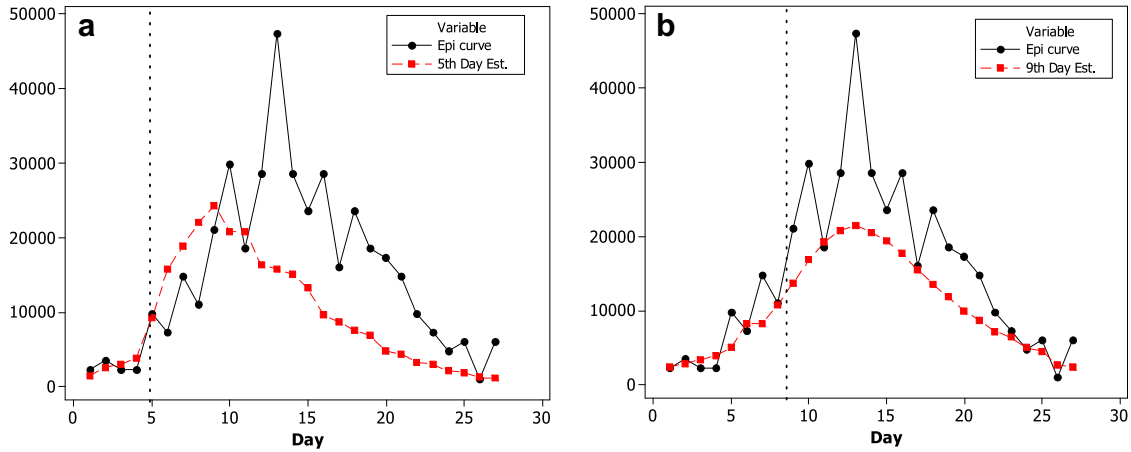 a
Variable
Epi curve
5th Day Est.
50000
40000
30000
20000
10000
0
0 5 10 15 20 25 30
Day
b
Variable
Epi curve
9th Day Est.
50000
40000
30000
20000
10000
0
0 5 10 15 20 25 30
Day